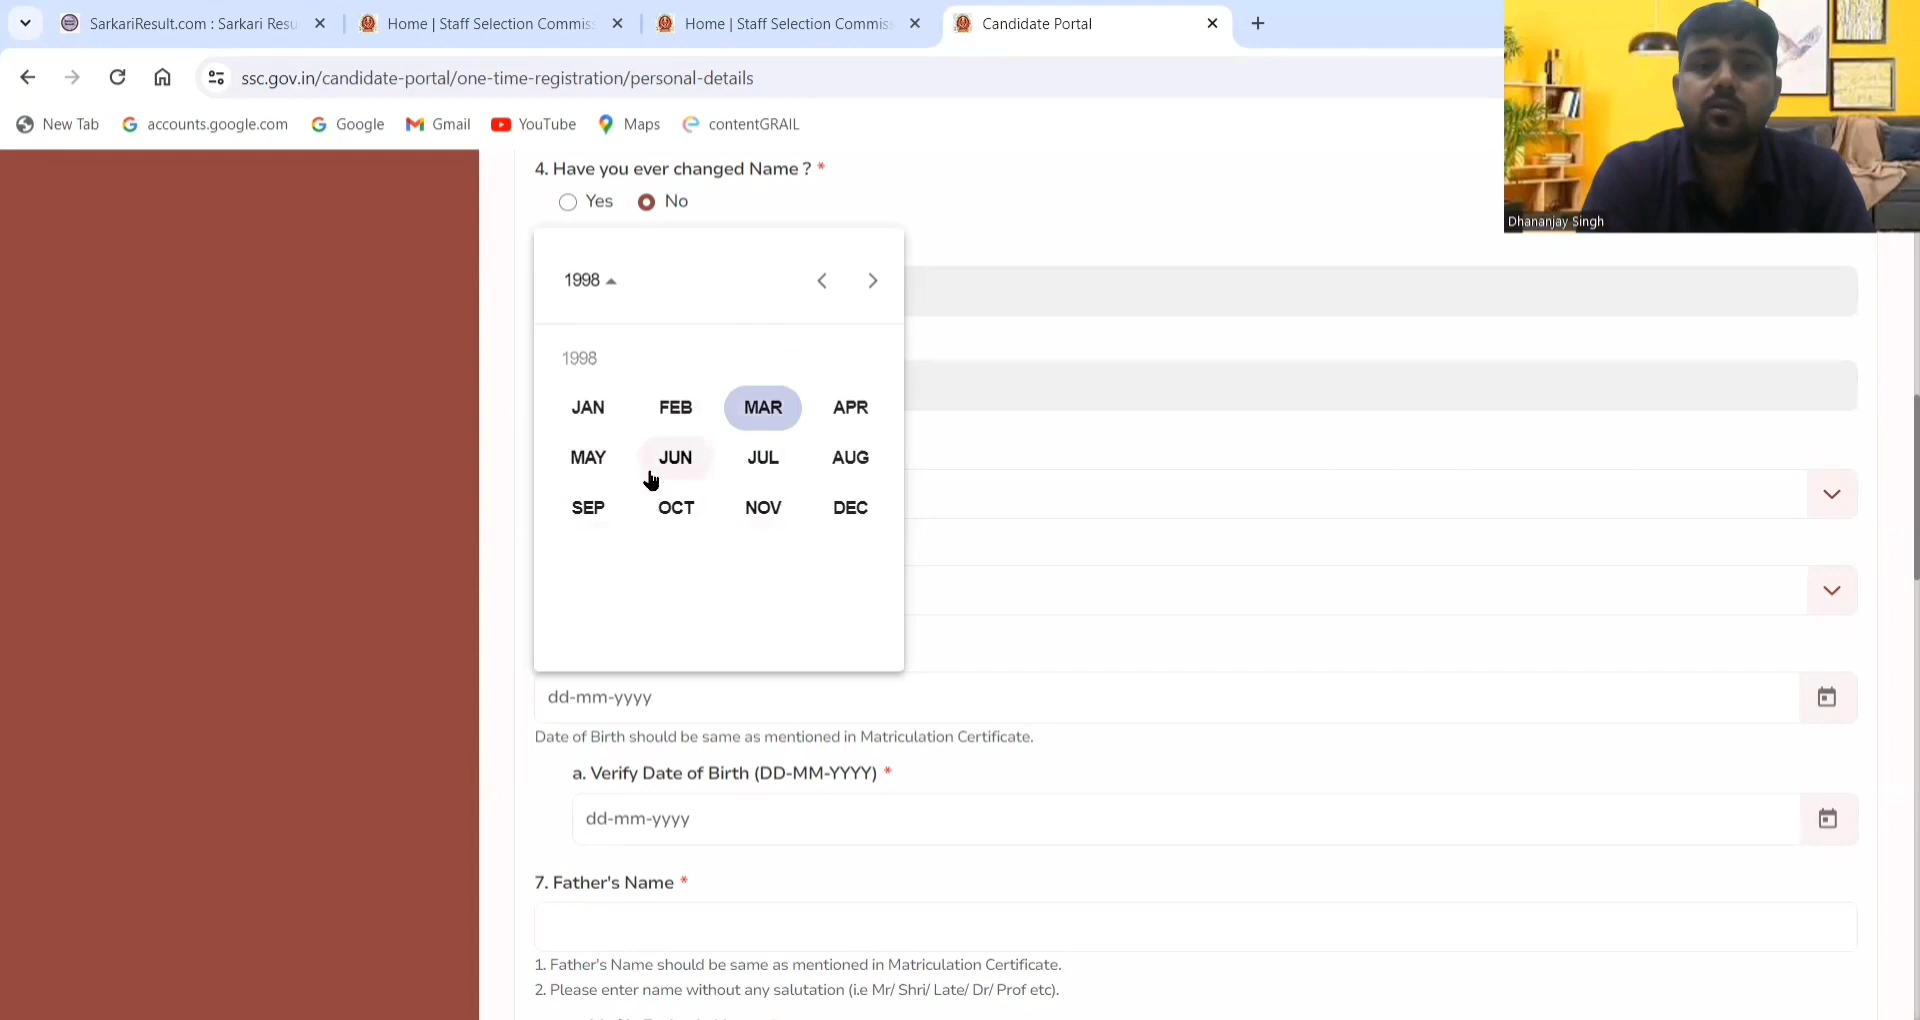 SarkariResult.com : Sarkari Resu
Home | Staff Selection Commiss
Home | Staff Selection Commiss
Candidate Portal
ssc.gov.in/candidate-portal/one-time-registration/personal-details
New Tab
accounts.google.com
Google
Gmail
YouTube
Maps
contentGRAIL
Dhananjay Singh
4. Have you ever changed Name ? *
Yes No
1998
1998
JAN FEB MAR APR
MAY JUN JUL AUG
SEP OCT NOV DEC
dd-mm-yyyy
Date of Birth should be same as mentioned in Matriculation Certificate.
a. Verify Date of Birth (DD-MM-YYYY) *
dd-mm-yyyy
7. Father's Name *
1. Father's Name should be same as mentioned in Matriculation Certificate.
2. Please enter name without any salutation (i.e Mr/ Shri/ Late/ Dr/ Prof etc).